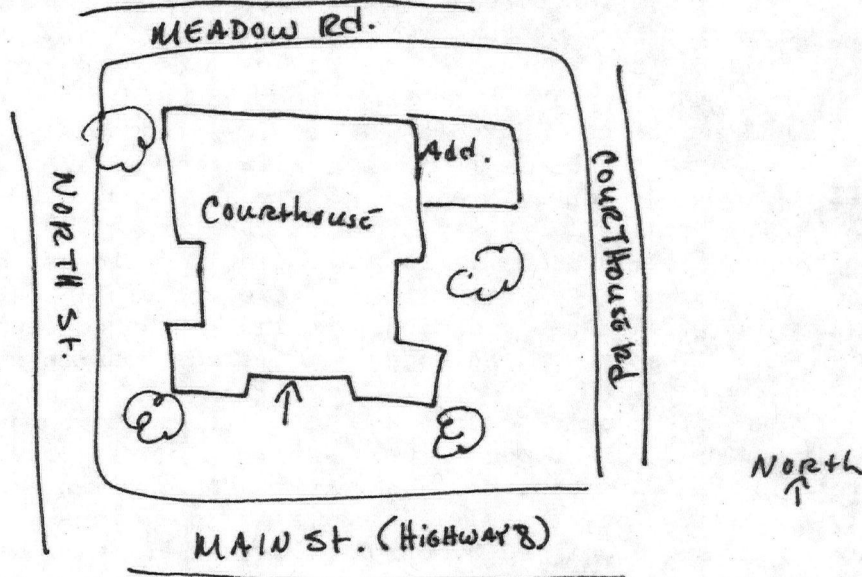 MEADOW Rd.
Add.
NORTH St.
Courthouse
COURTHOUSE Rd
North
MAIN St. (HIGHWAY 8)